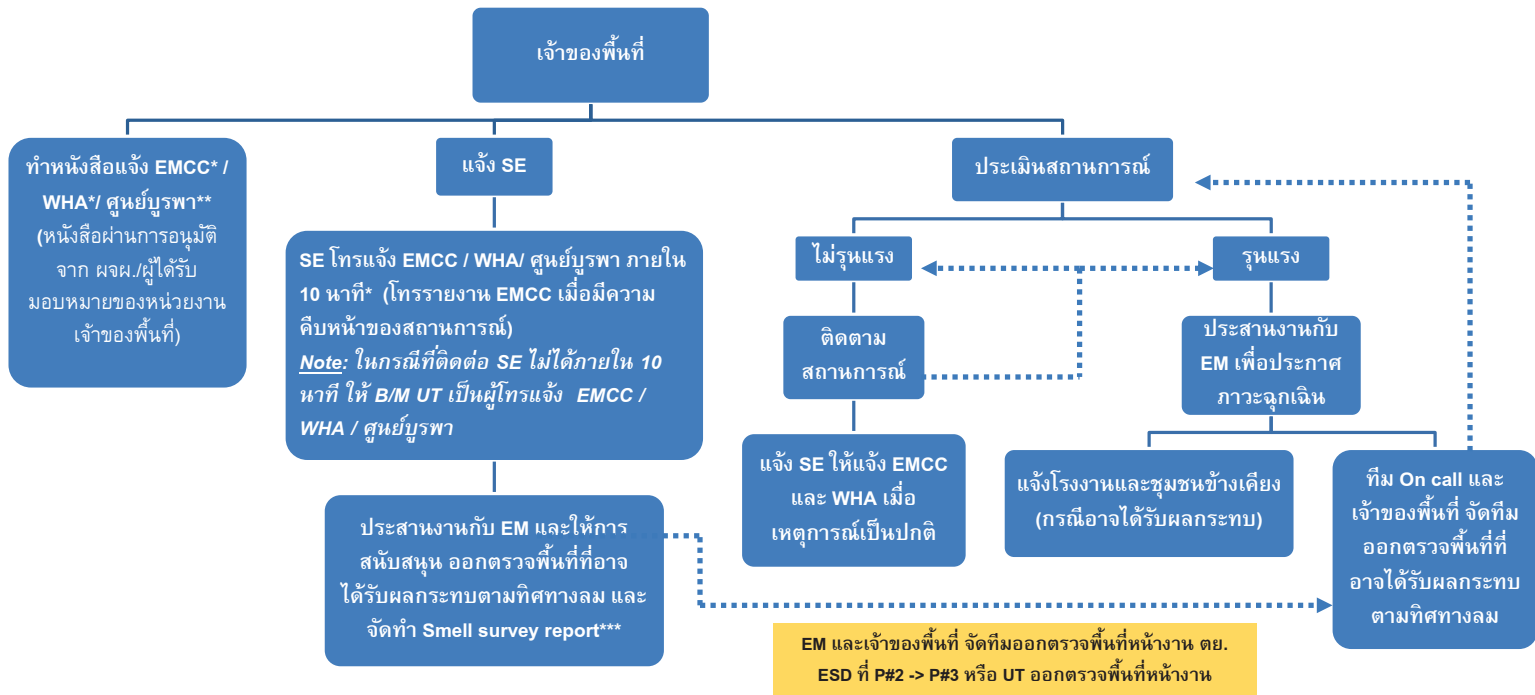 เจ้าของพื้นที่
ทำหนังสือแจ้ง EMCC* /
WHA*/ ศูนย์บูรพา**
(หนังสือผ่านการอนุมัติ
จาก ผจผ./ผู้ได้รับ
มอบหมายของหน่วยงาน
เจ้าของพื้นที่)
แจ้ง SE
SE โทรแจ้ง EMCC / WHA/ ศูนย์บูรพา ภายใน
10 นาที* (โทรรายงาน EMCC เมื่อมีความ
คืบหน้าของสถานการณ์)
Note: ในกรณีที่ติดต่อ SE ไม่ได้ภายใน 10
นาที ให้ B/M UT เป็นผู้โทรแจ้ง EMCC /
WHA / ศูนย์บูรพา
ประสานงานกับ EM และให้การ
สนับสนุน ออกตรวจพื้นที่ที่อาจ
ได้รับผลกระทบตามทิศทางลม และ
จัดทำ Smell survey report***
ประเมินสถานการณ์
ไม่รุนแรง
ติดตาม
สถานการณ์
แจ้ง SE ให้แจ้ง EMCC
และ WHA เมื่อ
เหตุการณ์เป็นปกติ
รุนแรง
ประสานงานกับ
EM เพื่อประกาศ
ภาวะฉุกเฉิน
แจ้งโรงงานและชุมชนข้างเคียง
(กรณีอาจได้รับผลกระทบ)
ทีม On call และ
เจ้าของพื้นที่ จัดทีม
ออกตรวจพื้นที่ที่
อาจได้รับผลกระทบ
ตามทิศทางลม
EM และเจ้าของพื้นที่ จัดทีมออกตรวจพื้นที่หน้างาน ตย.
ESD ที่ P#2 -> P#3 หรือ UT ออกตรวจพื้นที่หน้างาน